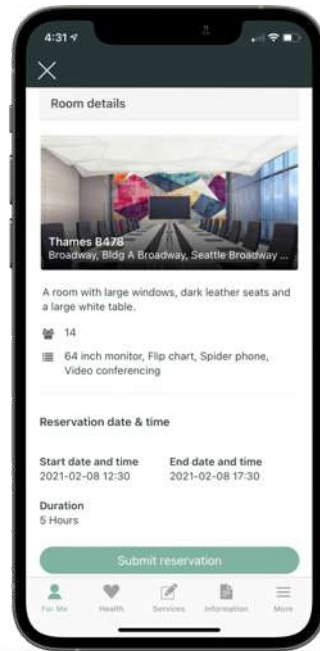 4:31
Room details
Thames B478
Broadway, Bldg A Broadway, Seattle Broadway ...
A room with large windows, dark leather seats and
a large white table.
14
64 inch monitor, Flip chart, Spider phone,
Video conferencing
Reservation date & time
Start date and time End date and time
2021-02-08 12:30 2021-02-08 17:30
Duration
5 Hours
Submit reservation
For Me Health Services Information More